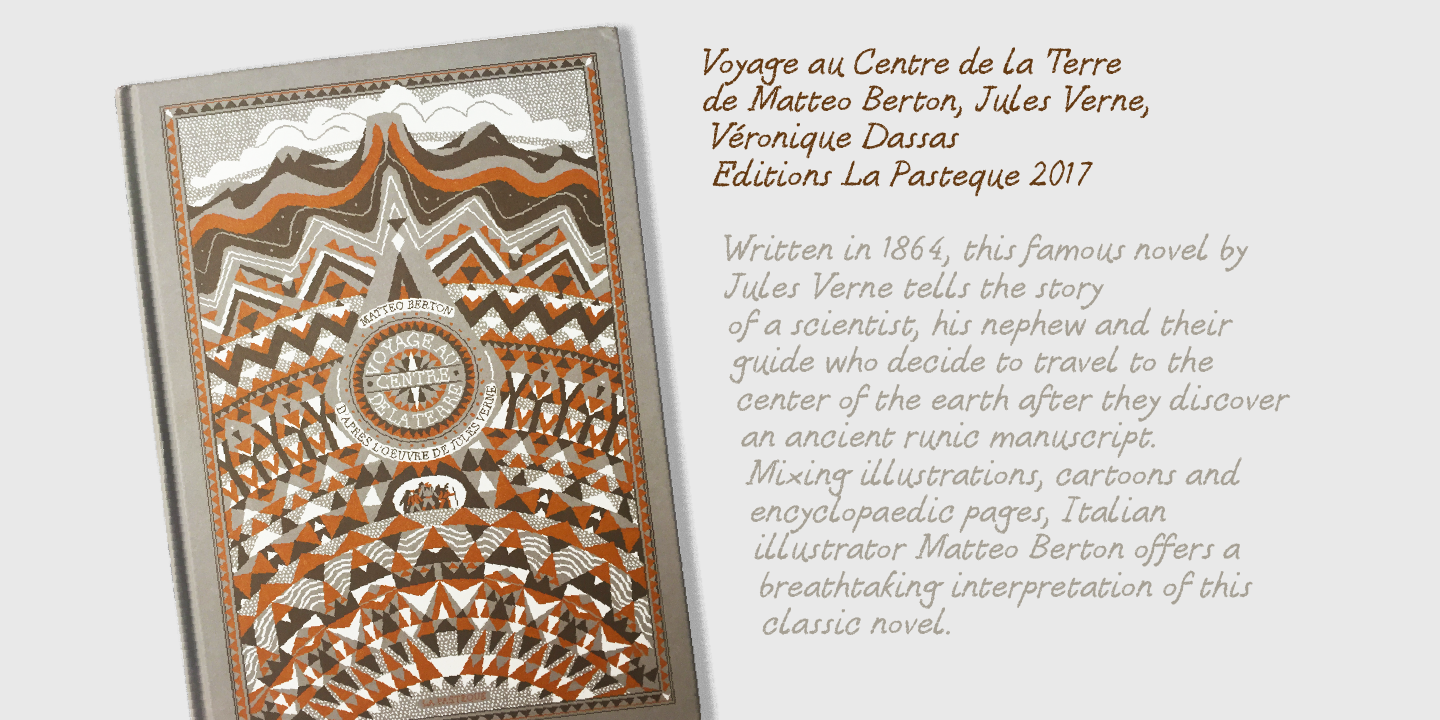 MATTEO BERTON
VOYAGE AU
CENTRE
DE LA TERRE
D'APRÈS L'OEUVRE DE JULES VERNE
LA PASTÈQUE
Voyage au Centre de la Terre
de Matteo Berton, Jules Verne,
Véronique Dassas
Editions La Pasteque 2017
Written in 1864, this famous novel by
Jules Verne tells the story
of a scientist, his nephew and their
guide who decide to travel to the
center of the earth after they discover
an ancient runic manuscript.
Mixing illustrations, cartoons and
encyclopaedic pages, Italian
illustrator Matteo Berton offers a
breathtaking interpretation of this
classic novel.